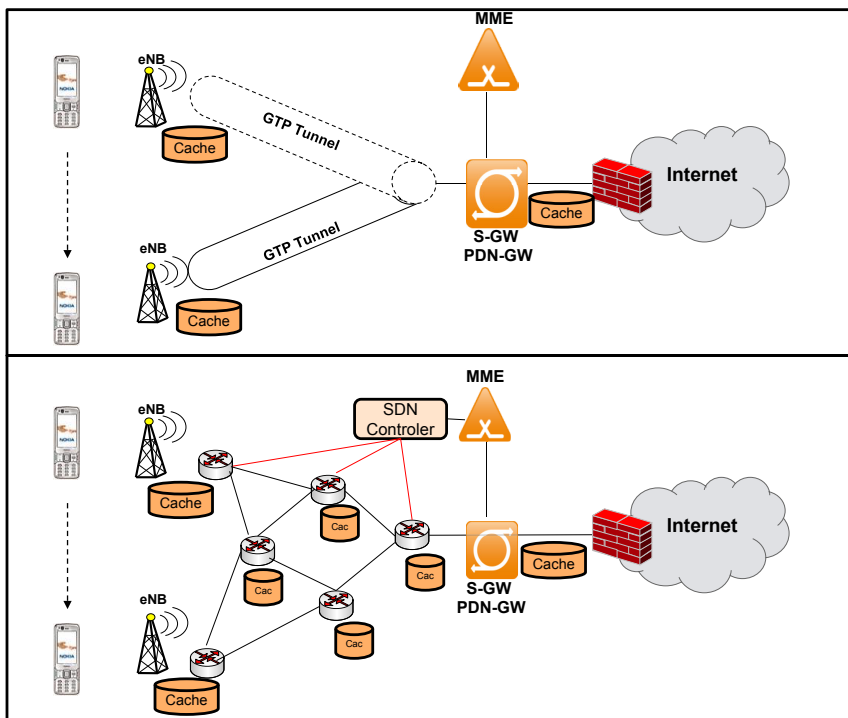 MME
eNB
GTP Tunnel
Cache
Internet
Cache
S-GW
PDN-GW
GTP Tunnel
eNB
NOKIA
Cache
MME
SDN
Controler
eNB
Cache
Cac
Internet
Cac
Cac
Cache
S-GW
PDN-GW
eNB
Cac
Cache